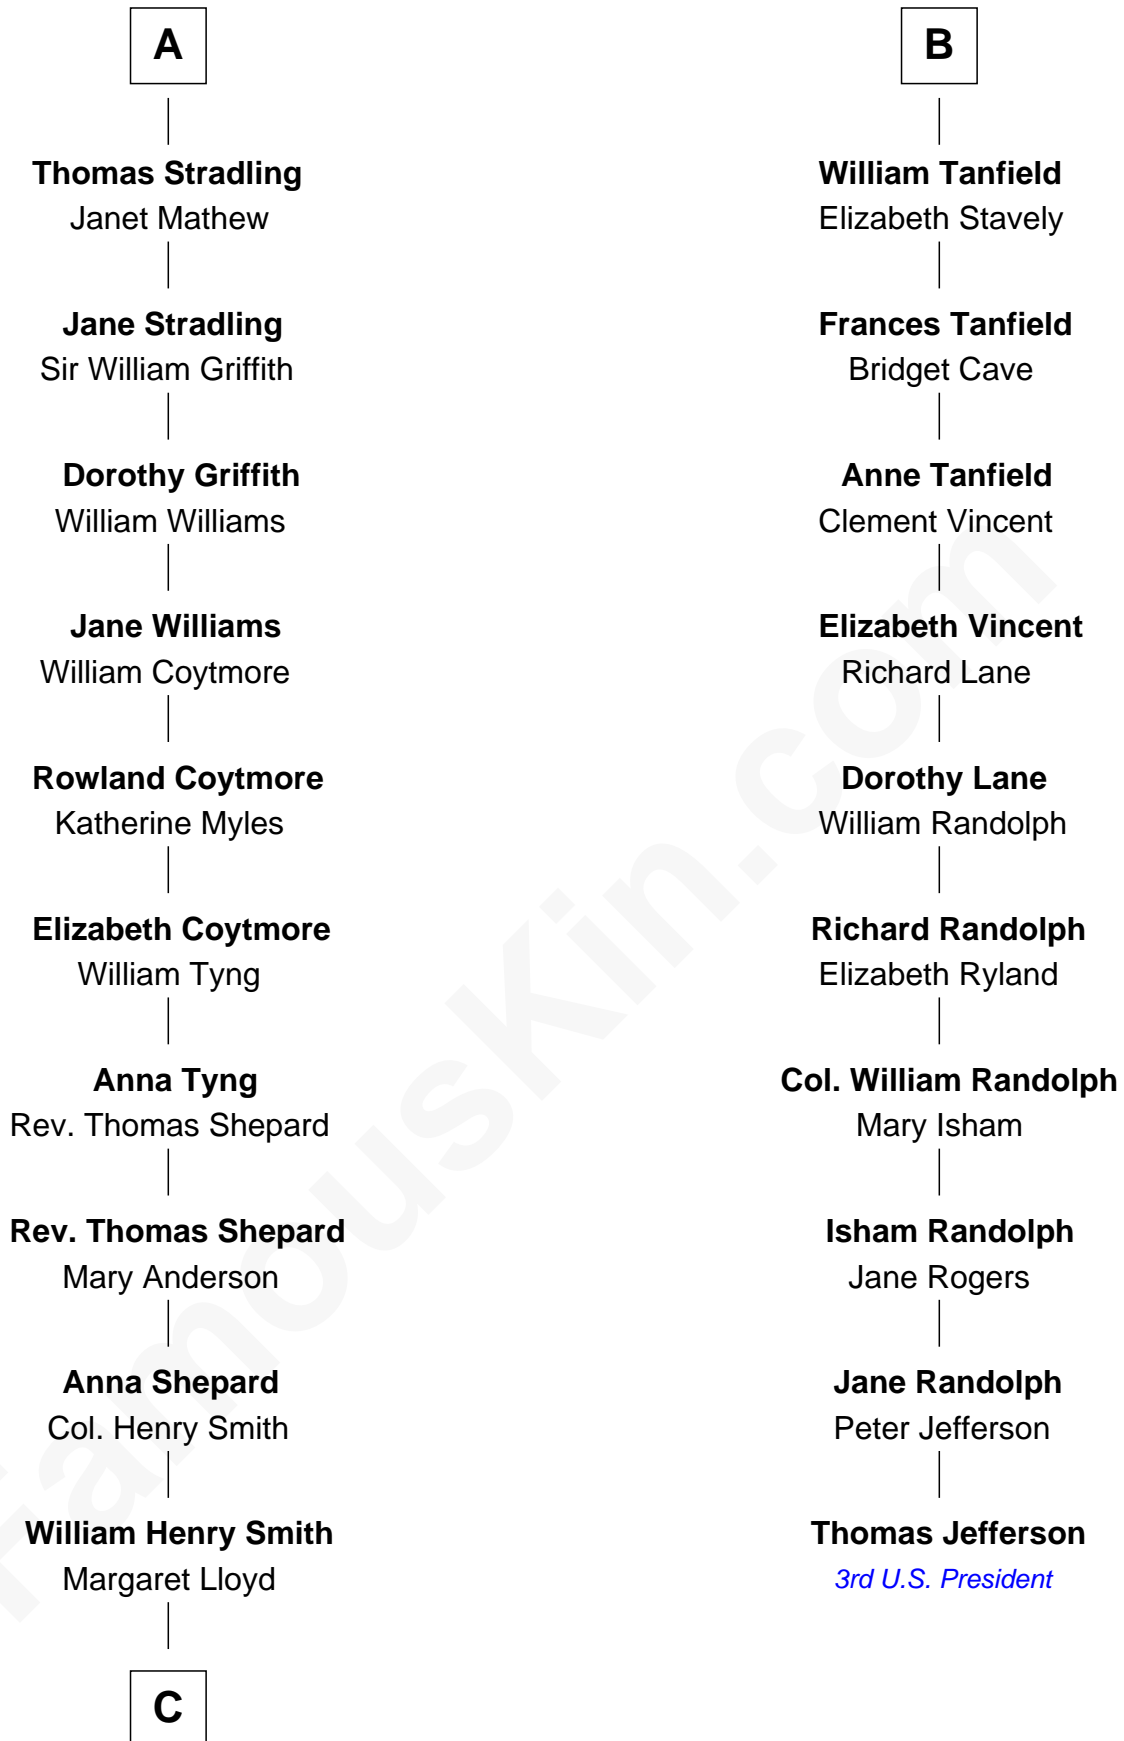 A
Thomas Stradling
Janet Mathew
Jane Stradling
Sir William Griffith
Dorothy Griffith
William Williams
Jane Williams
William Coytmore
Rowland Coytmore
Katherine Myles
Elizabeth Coytmore
William Tyng
Anna Tyng
Rev. Thomas Shepard
Rev. Thomas Shepard
Mary Anderson
Anna Shepard
Col. Henry Smith
William Henry Smith
Margaret Lloyd
C
B
William Tanfield
Elizabeth Stavely
Frances Tanfield
Bridget Cave
Anne Tanfield
Clement Vincent
Elizabeth Vincent
Richard Lane
Dorothy Lane
William Randolph
Richard Randolph
Elizabeth Ryland
Col. William Randolph
Mary Isham
Isham Randolph
Jane Rogers
Jane Randolph
Peter Jefferson
Thomas Jefferson
3rd U.S. President
FamousKin.com